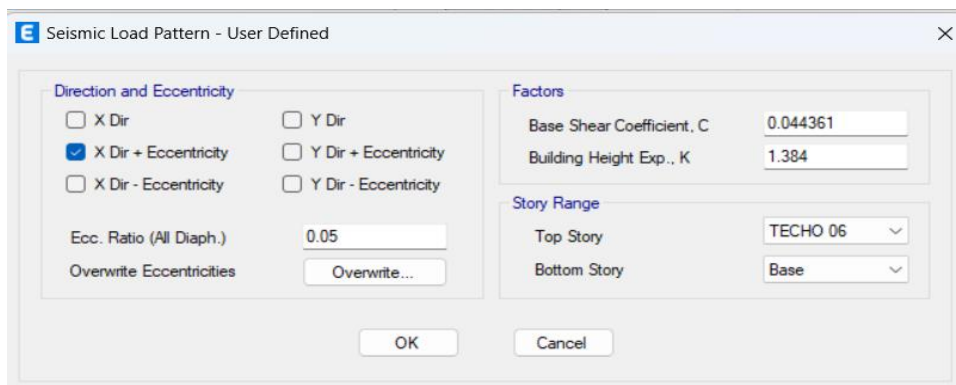 E Seismic Load Pattern - User Defined
Direction and Eccentricity
X Dir
Y Dir
X Dir + Eccentricity
Y Dir + Eccentricity
X Dir - Eccentricity
Y Dir - Eccentricity
Ecc. Ratio (All Diaph.) 0.05
Overwrite Eccentricities Overwrite...
Factors
Base Shear Coefficient, C 0.044361
Building Height Exp., K 1.384
Story Range
Top Story TECHO 06
Bottom Story Base
OK
Cancel